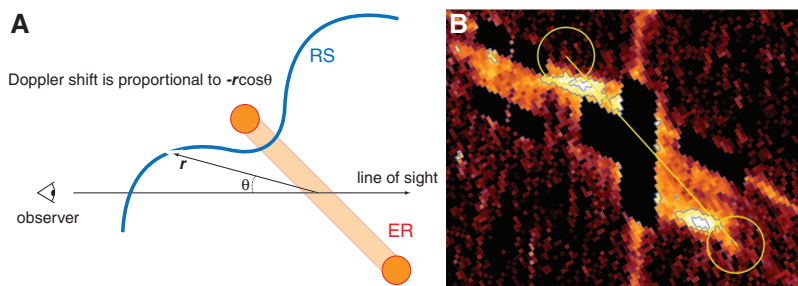 A
B
RS
Doppler shift is proportional to -rcosθ
r
θ
line of sight
observer
ER